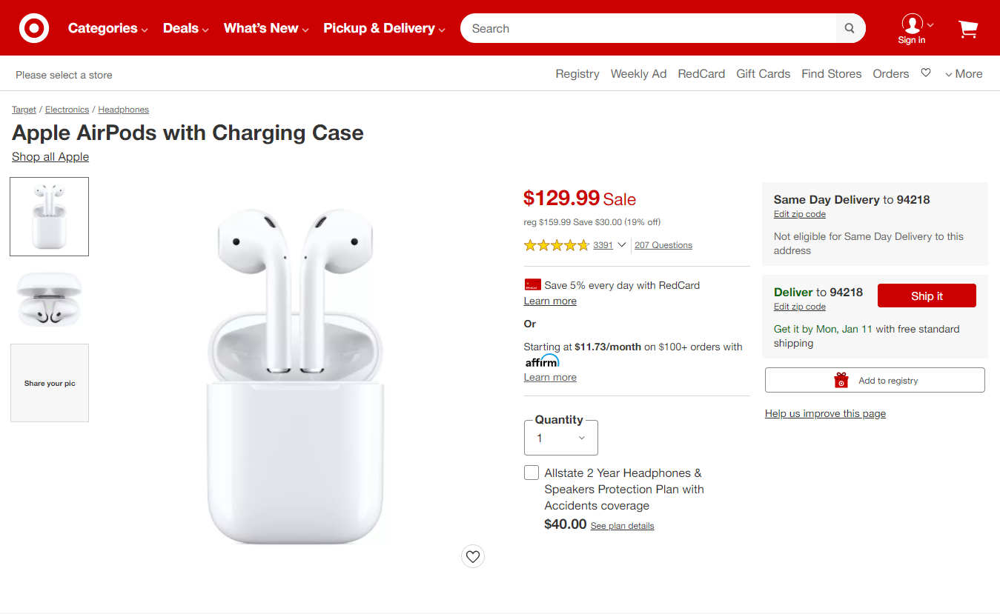 Categories Deals What's New Pickup & Delivery Search Sign in
Please select a store Registry Weekly Ad RedCard Gift Cards Find Stores Orders More
Target / Electronics / Headphones
Apple AirPods with Charging Case
Shop all Apple
Share your pic
$129.99 Sale
reg $159.99 Save $30.00 (19% off)
3391 207 Questions
Save 5% every day with RedCard
Learn more
Or
Starting at $11.73/month on $100+ orders with
affirm
Learn more
Quantity
1
Allstate 2 Year Headphones &
Speakers Protection Plan with
Accidents coverage
$40.00 See plan details
Same Day Delivery to 94218
Edit zip code
Not eligible for Same Day Delivery to this
address
Deliver to 94218 Ship it
Edit zip code
Get it by Mon, Jan 11 with free standard
shipping
Add to registry
Help us improve this page